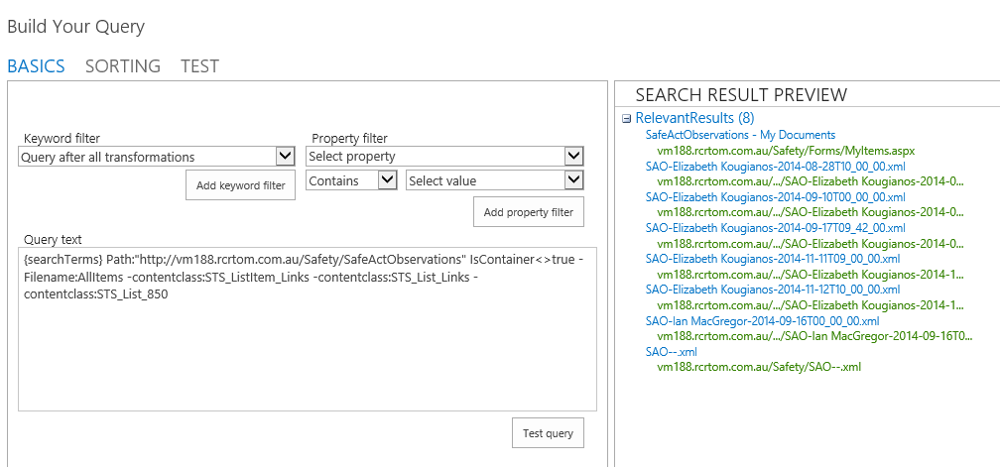 Build Your Query
BASICS SORTING TEST
Keyword filter
Property filter
Query after all transformations
Select property
Add keyword filter
Contains
Select value
Add property filter
Query text
{searchTerms} Path:"http://vm188.rcrtom.com.au/Safety/SafeActObservations" IsContainer<>true -
Filename:AllItems -contentclass:STS_ListItem_Links -contentclass:STS_List_Links -
contentclass:STS_List_850
Test query
SEARCH RESULT PREVIEW
RelevantResults (8)
SafeActObservations - My Documents
vm188.rcrtom.com.au/Safety/Forms/MyItems.aspx
SAO-Elizabeth Kougianos-2014-08-28T10_00_00.xml
vm188.rcrtom.com.au/.../SAO-Elizabeth Kougianos-2014-0...
SAO-Elizabeth Kougianos-2014-09-10T00_00_00.xml
vm188.rcrtom.com.au/.../SAO-Elizabeth Kougianos-2014-0...
SAO-Elizabeth Kougianos-2014-09-17T09_42_00.xml
vm188.rcrtom.com.au/.../SAO-Elizabeth Kougianos-2014-0...
SAO-Elizabeth Kougianos-2014-11-11T09_00_00.xml
vm188.rcrtom.com.au/.../SAO-Elizabeth Kougianos-2014-1...
SAO-Elizabeth Kougianos-2014-11-12T10_00_00.xml
vm188.rcrtom.com.au/.../SAO-Elizabeth Kougianos-2014-1...
SAO-Ian MacGregor-2014-09-16T00_00_00.xml
vm188.rcrtom.com.au/.../SAO-Ian MacGregor-2014-09-16T0...
SAO--.xml
vm188.rcrtom.com.au/Safety/SAO--.xml